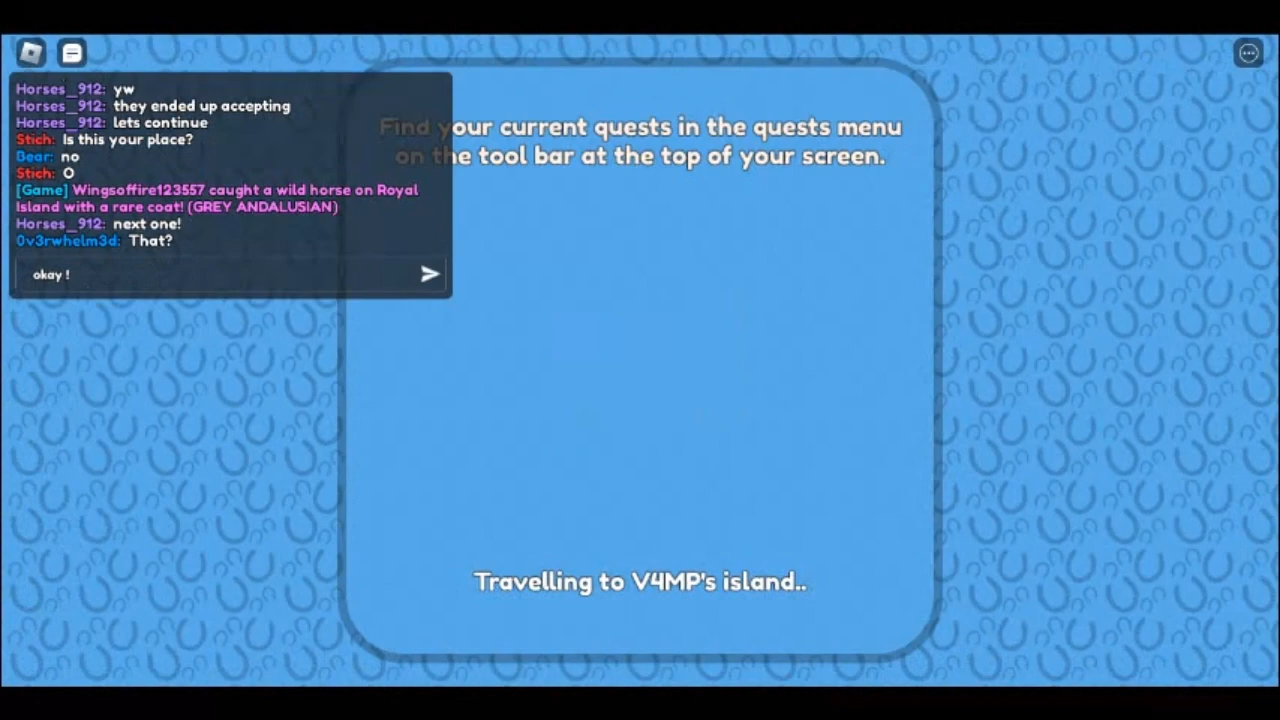 Horses_912: yw
Horses_912: they ended up accepting
Horses_912: lets continue
Stich: Is this your place?
Bear: no
Stich: O
[Game] Wingsoffire123557 caught a wild horse on Royal
Island with a rare coat! (GREY ANDALUSIAN)
Horses_912: next one!
0v3rwhelm3d: That?
okay !
Find your current quests in the quests menu
on the tool bar at the top of your screen.
Travelling to V4MP's island..